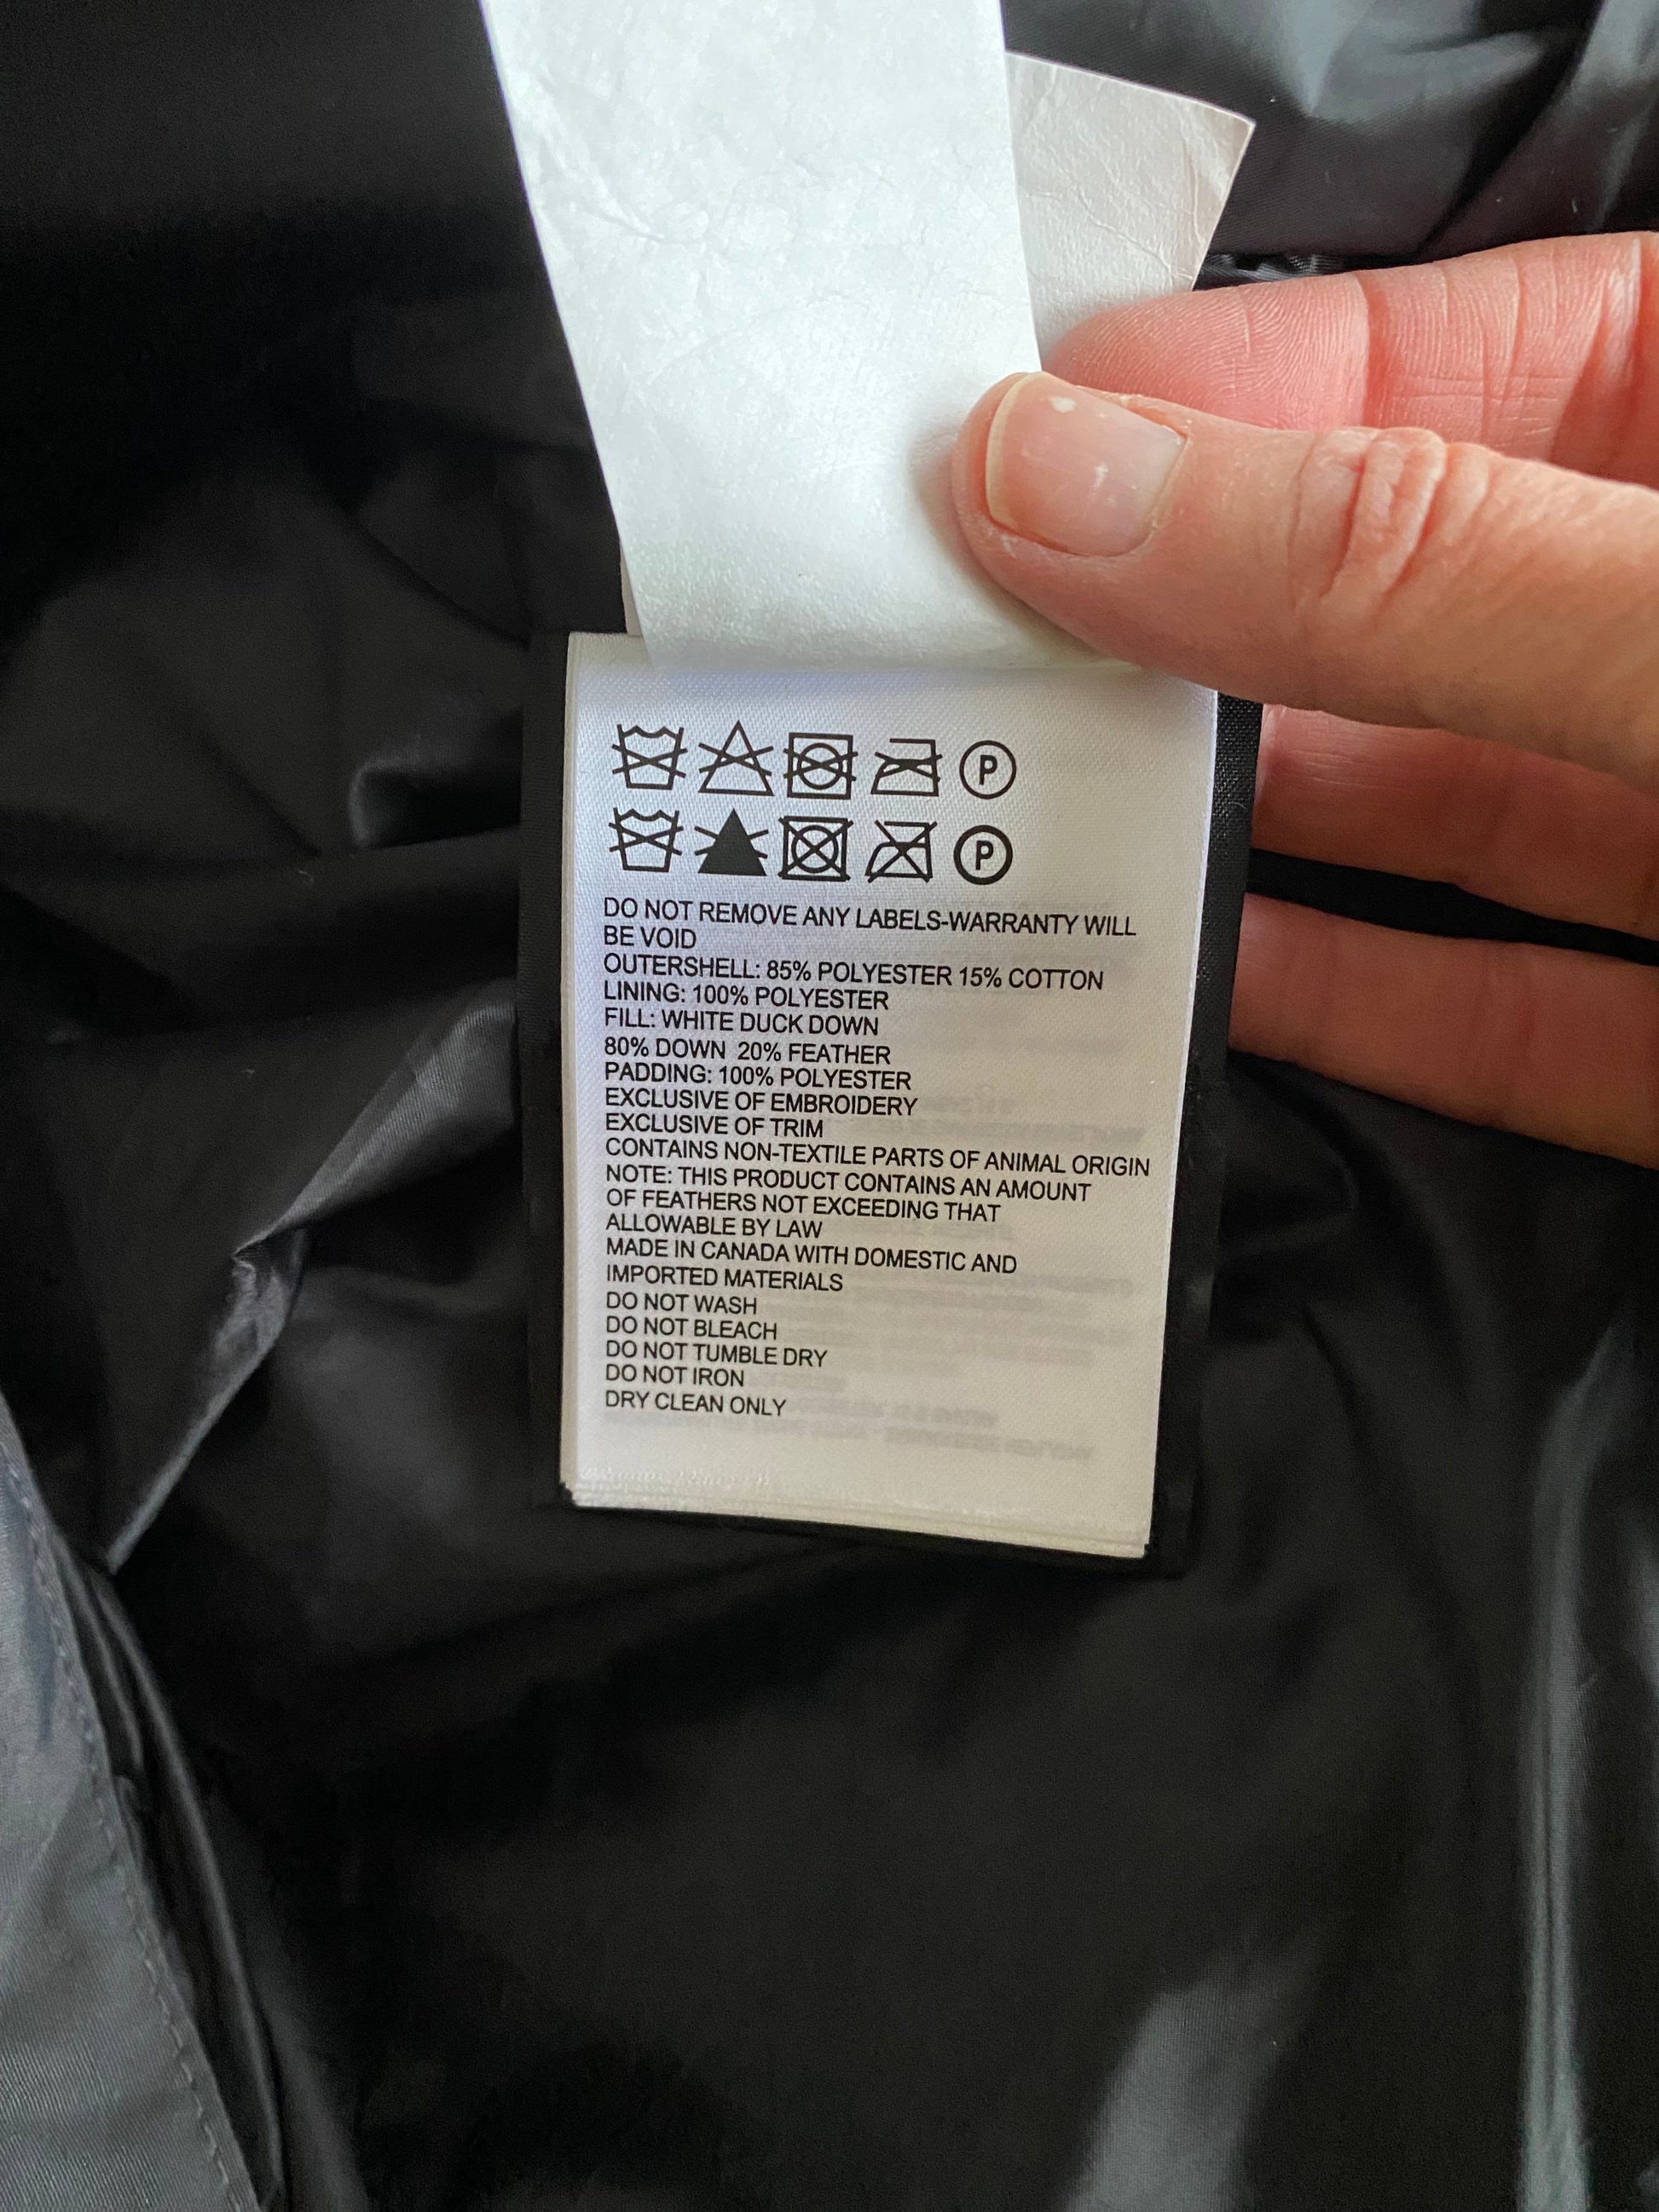 P
P
DO NOT REMOVE ANY LABELS-WARRANTY WILL
BE VOID
OUTERSHELL: 85% POLYESTER 15% COTTON
LINING: 100% POLYESTER
FILL: WHITE DUCK DOWN
80% DOWN 20% FEATHER
PADDING: 100% POLYESTER
EXCLUSIVE OF EMBROIDERY
EXCLUSIVE OF TRIM
CONTAINS NON-TEXTILE PARTS OF ANIMAL ORIGIN
NOTE: THIS PRODUCT CONTAINS AN AMOUNT
OF FEATHERS NOT EXCEEDING THAT
ALLOWABLE BY LAW
MADE IN CANADA WITH DOMESTIC AND
IMPORTED MATERIALS
DO NOT WASH
DO NOT BLEACH
DO NOT TUMBLE DRY
DO NOT IRON
DRY CLEAN ONLY